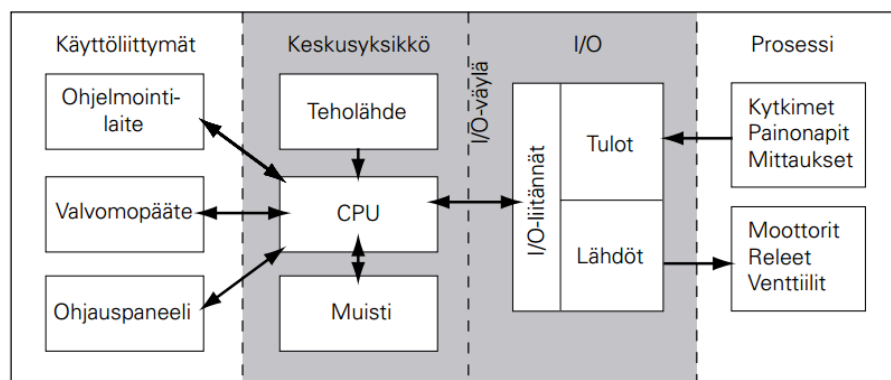 Käyttöliittymät
Ohjelmointi-
laite
Valvomopääte
Ohjauspaneeli
Keskusyksikkö
Teholähde
CPU
Muisti
I/O-väylä
I/O
I/O-liitännät
Tulot
Lähdöt
Prosessi
Kytkimet
Painonapit
Mittaukset
Moottorit
Releet
Venttiilit